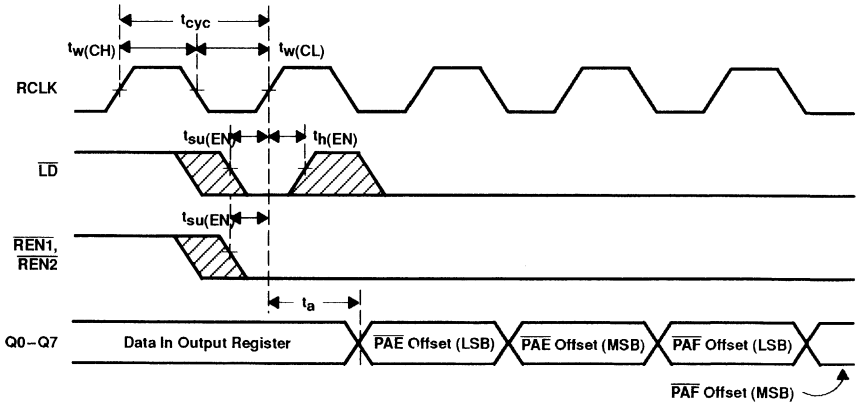 tcyc
tw(CH)
tw(CL)
RCLK
tsu(EN)
th(EN)
LD
tsu(EN)
REN1,
REN2
ta
Q0–Q7
Data In Output Register
PAE Offset (LSB)
PAE Offset (MSB)
PAF Offset (LSB)
PAF Offset (MSB)